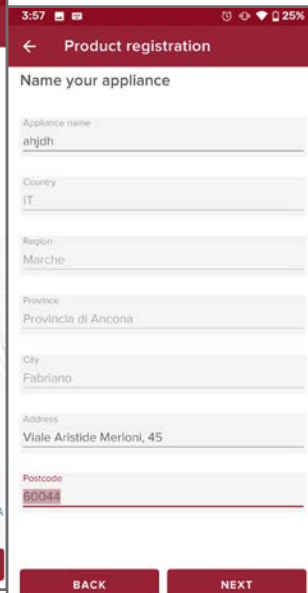 3:57 25%
Product registration
Name your appliance
Appliance name
ahjdh
Country
IT
Region
Marche
Province
Provincia di Ancona
City
Fabriano
Address
Viale Aristide Merloni, 45
Postcode
60044
A
BACK NEXT